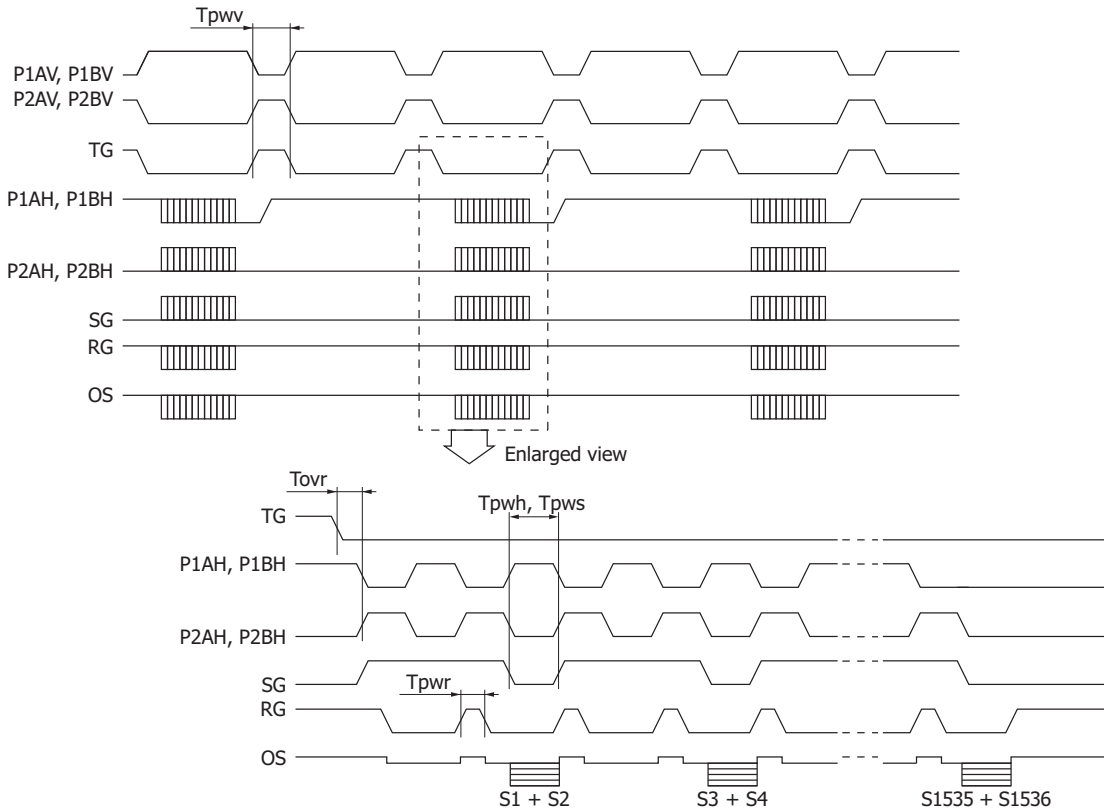 Tpwv
P1AV, P1BV
P2AV, P2BV
TG
P1AH, P1BH
P2AH, P2BH
SG
RG
OS
Enlarged view
Tovr
Tpwh, Tpws
TG
P1AH, P1BH
P2AH, P2BH
SG
Tpwr
RG
OS
S1 + S2
S3 + S4
S1535 + S1536